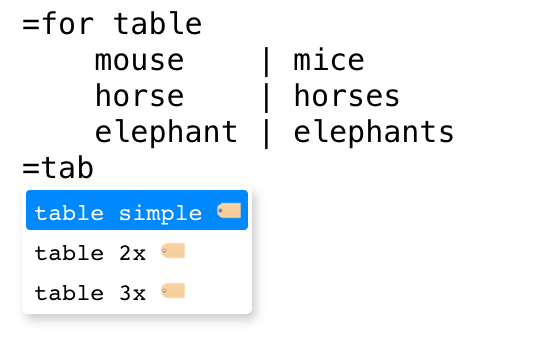 =for table
    mouse    | mice
    horse    | horses
    elephant | elephants
=tab
table simple
table 2x
table 3x